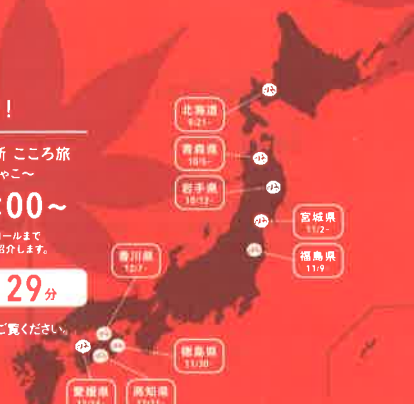 !
新 こころ旅
:00～
ールまで
紹介します。
29分
ご覧ください。
北海道
9/21-
青森県
10/5-
岩手県
10/12-
宮城県
11/2-
福島県
11/9-
香川県
12/7-
徳島県
11/30-
愛媛県
高知県